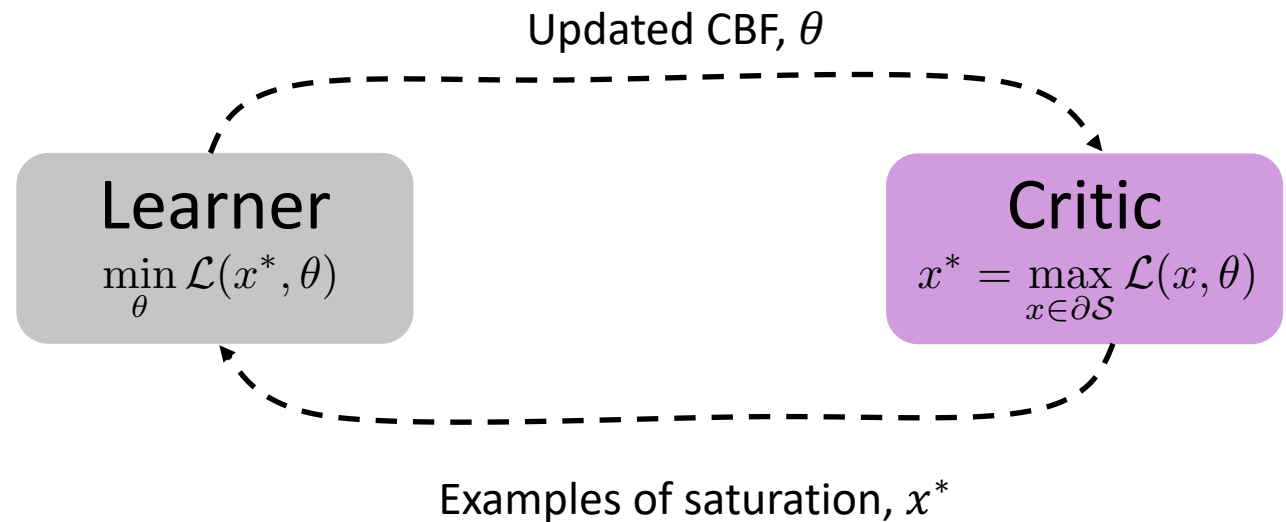 Updated CBF, θ
Learner
min_θ ℒ(x*, θ)
Critic
x* = max_{x∈∂𝒮} ℒ(x, θ)
Examples of saturation, x*